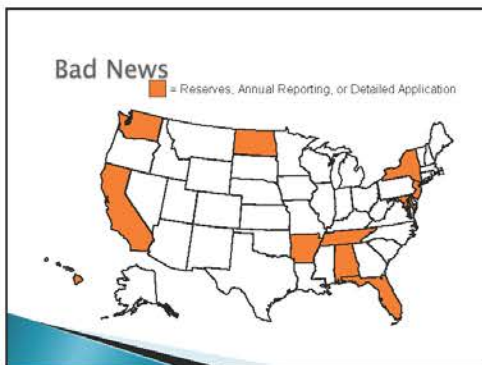 Bad News
= Reserves, Annual Reporting, or Detailed Application